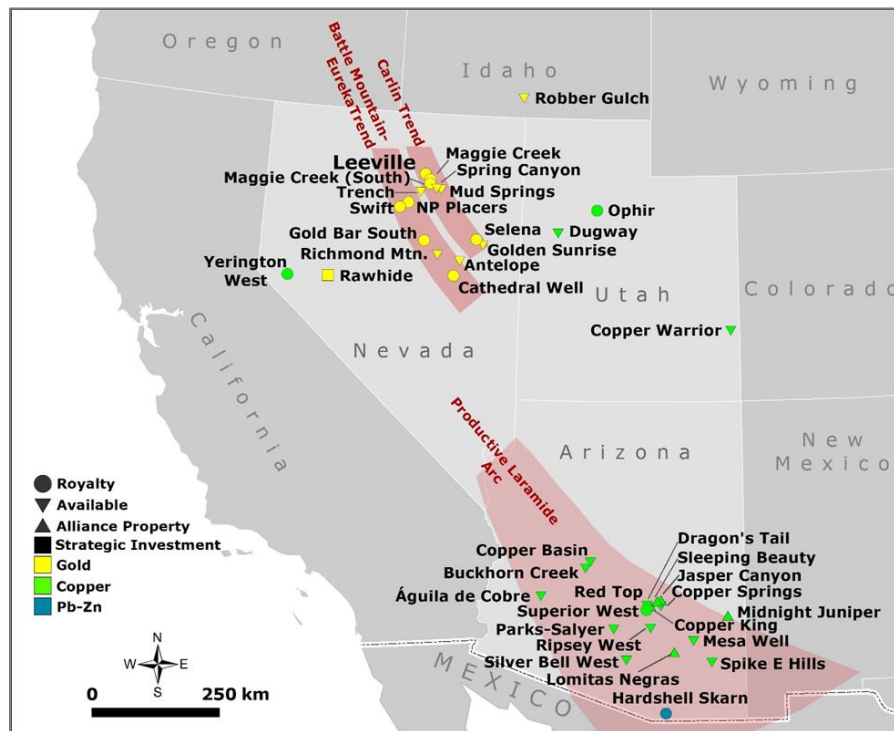 Oregon
Idaho
Wyoming
Battle Mountain-
EurekaTrend
Carlin Trend
Robber Gulch
Leeville
Maggie Creek
Maggie Creek (South)
Spring Canyon
Trench
Mud Springs
Swift
NP Placers
Ophir
Gold Bar South
Selena
Dugway
Richmond Mtn.
Golden Sunrise
Antelope
Yerington
West
Rawhide
Cathedral Well
Utah
Colorado
Copper Warrior
Nevada
California
Productive Laramide
Arc
Arizona
New
Mexico
Royalty
Available
Alliance Property
Strategic Investment
Gold
Copper
Pb-Zn
Dragon's Tail
Sleeping Beauty
Copper Basin
Jasper Canyon
Buckhorn Creek
Red Top
Copper Springs
Águila de Cobre
Superior West
Midnight Juniper
Copper King
Parks-Salyer
Mesa Well
Ripsey West
Silver Bell West
Spike E Hills
Lomitas Negras
Hardshell Skarn
MEXICO
N
W
E
S
0
250 km